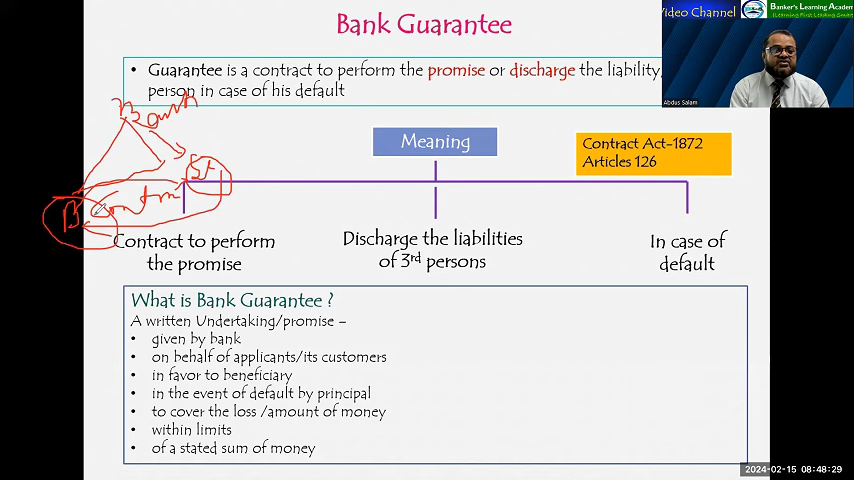 Bank Guarantee
Video Channel
Banker's Learning Academ
(Learning First Leading
• Guarantee is a contract to perform the promise or discharge the liability,
person in case of his default
Abdus Salam
Bank
Meaning
Contract Act-1872
Articles 126
B
Contract to perform
the promise
Discharge the liabilities
of 3rd persons
In case of
default
What is Bank Guarantee ?
A written Undertaking/promise –
• given by bank
• on behalf of applicants/its customers
• in favor to beneficiary
• in the event of default by principal
• to cover the loss /amount of money
• within limits
• of a stated sum of money
2024-02-15 08:48:29